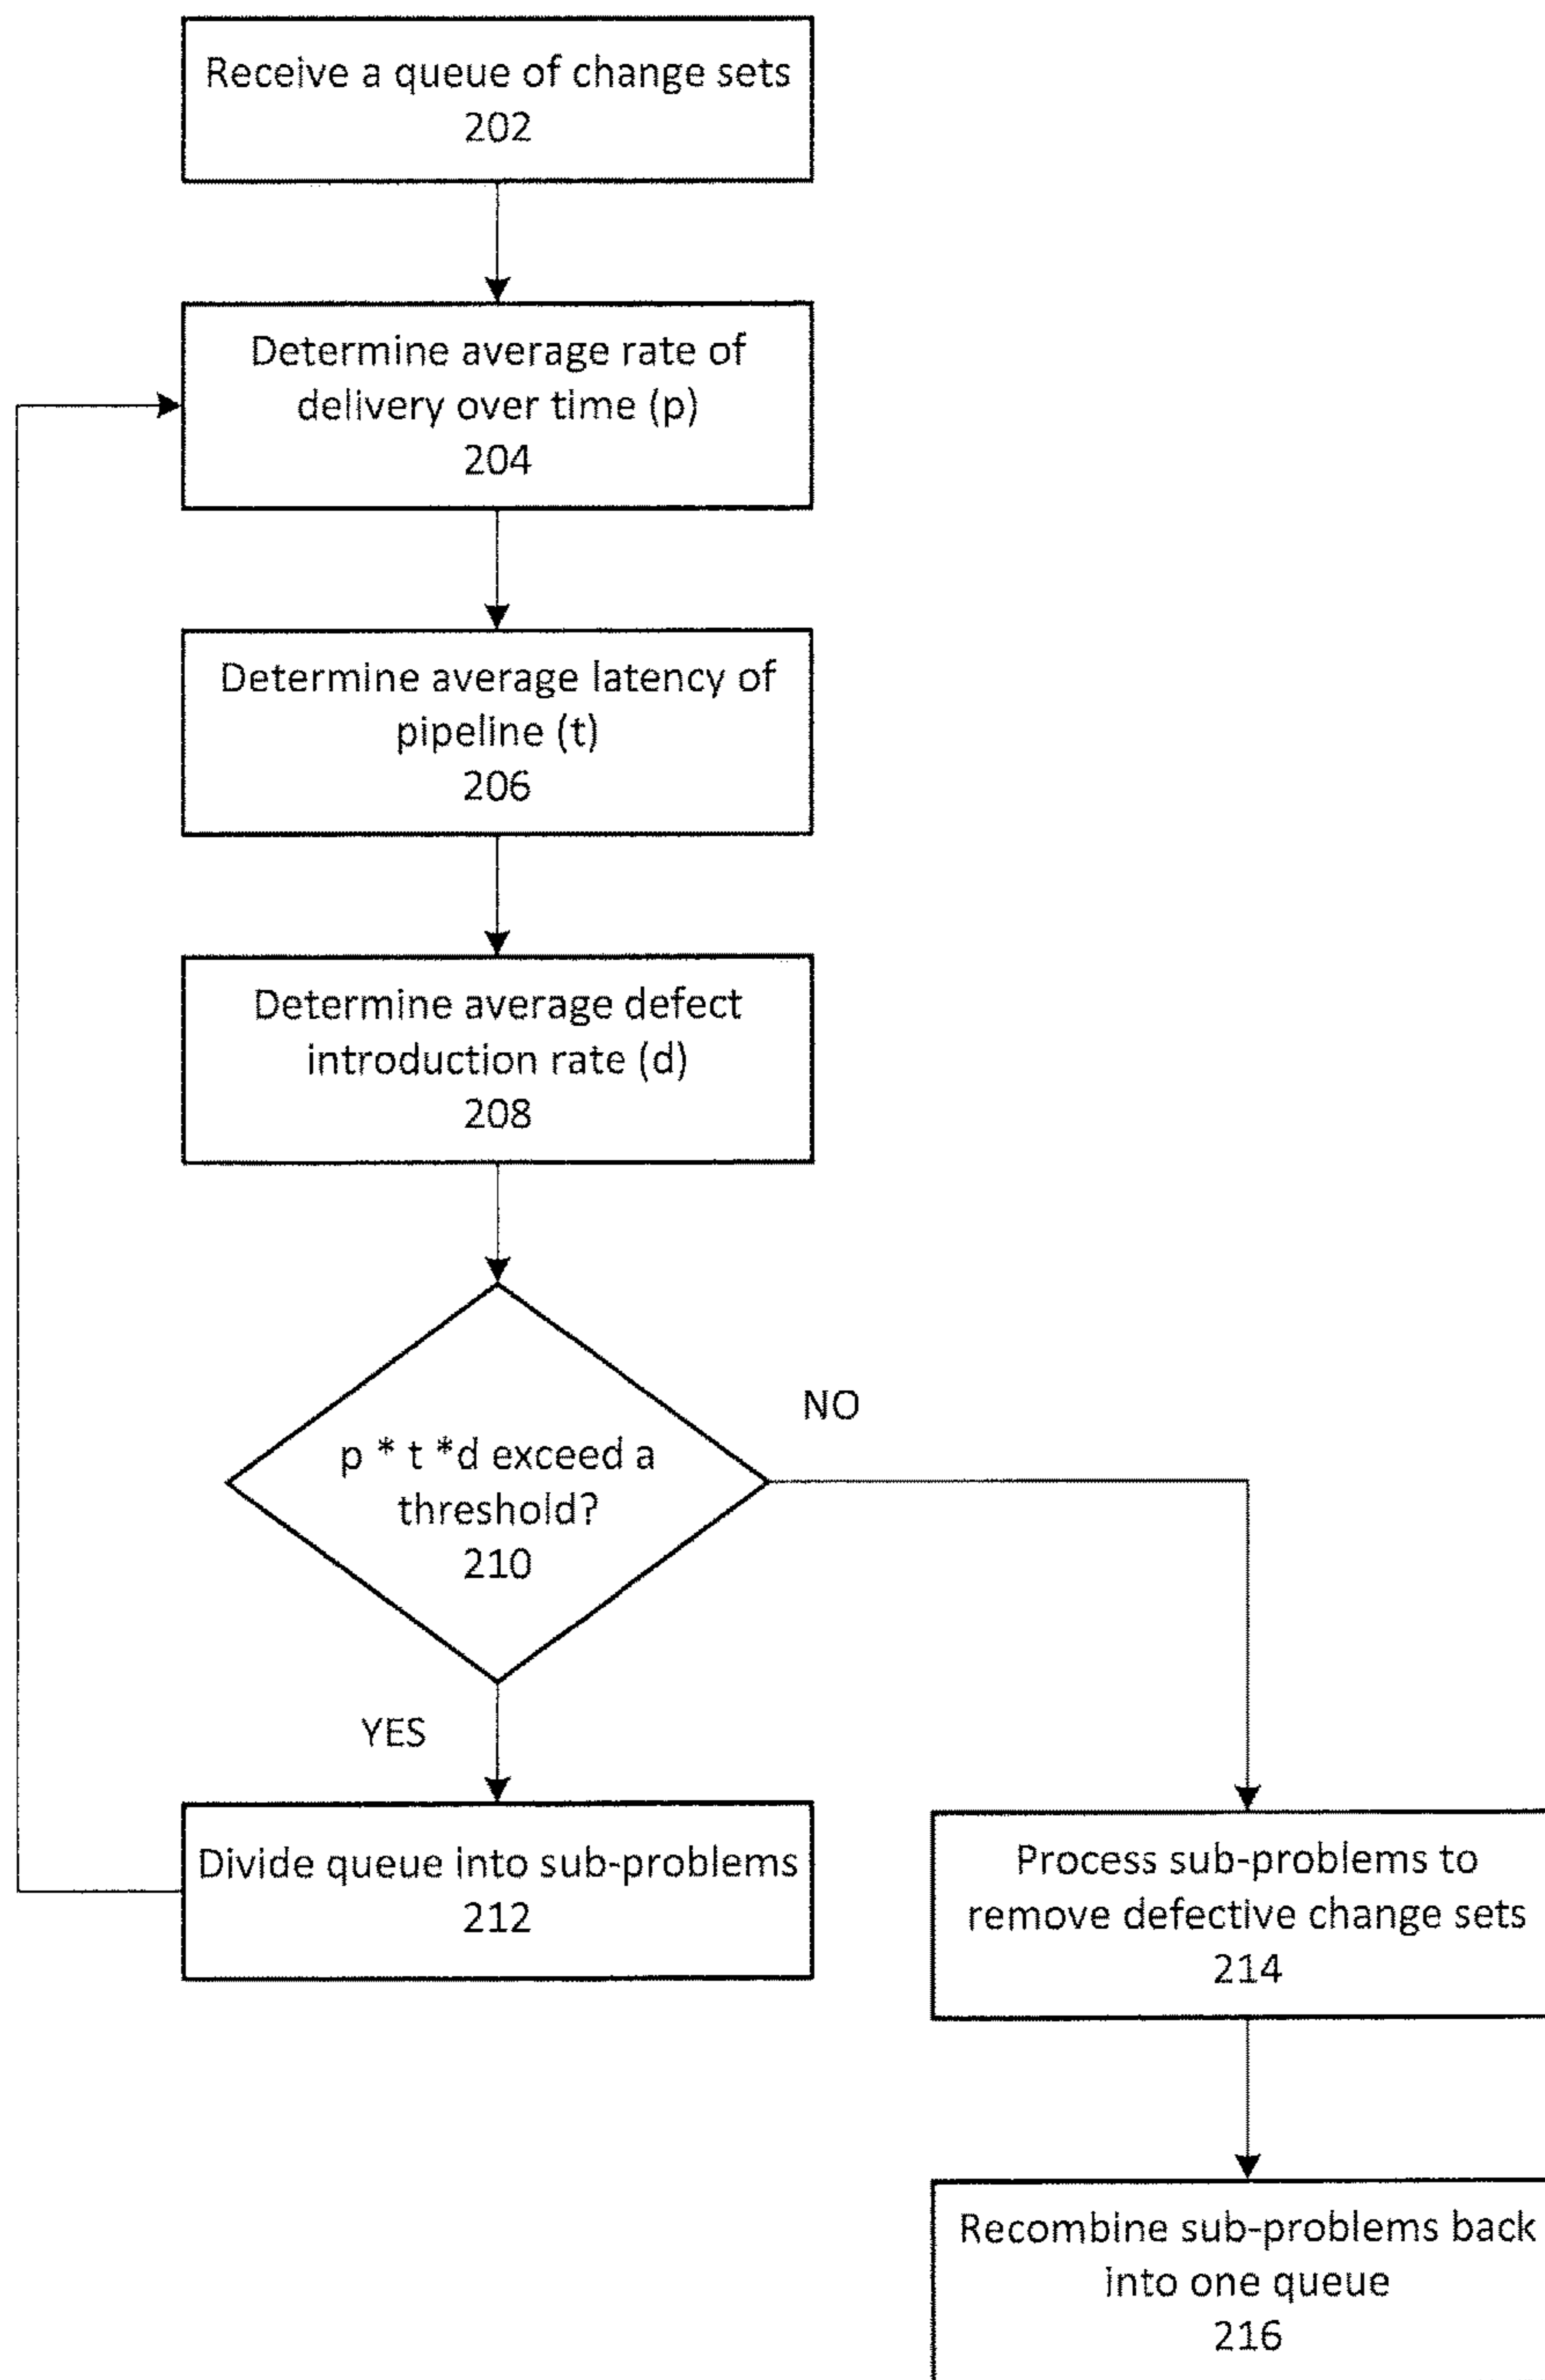 Receive a queue of change sets
202
Determine average rate of
delivery over time (p)
204
Determine average latency of
pipeline (t)
206
Determine average defect
introduction rate (d)
208
p * t *d exceed a
threshold?
210
NO
YES
Divide queue into sub-problems
212
Process sub-problems to
remove defective change sets
214
Recombine sub-problems back
into one queue
216